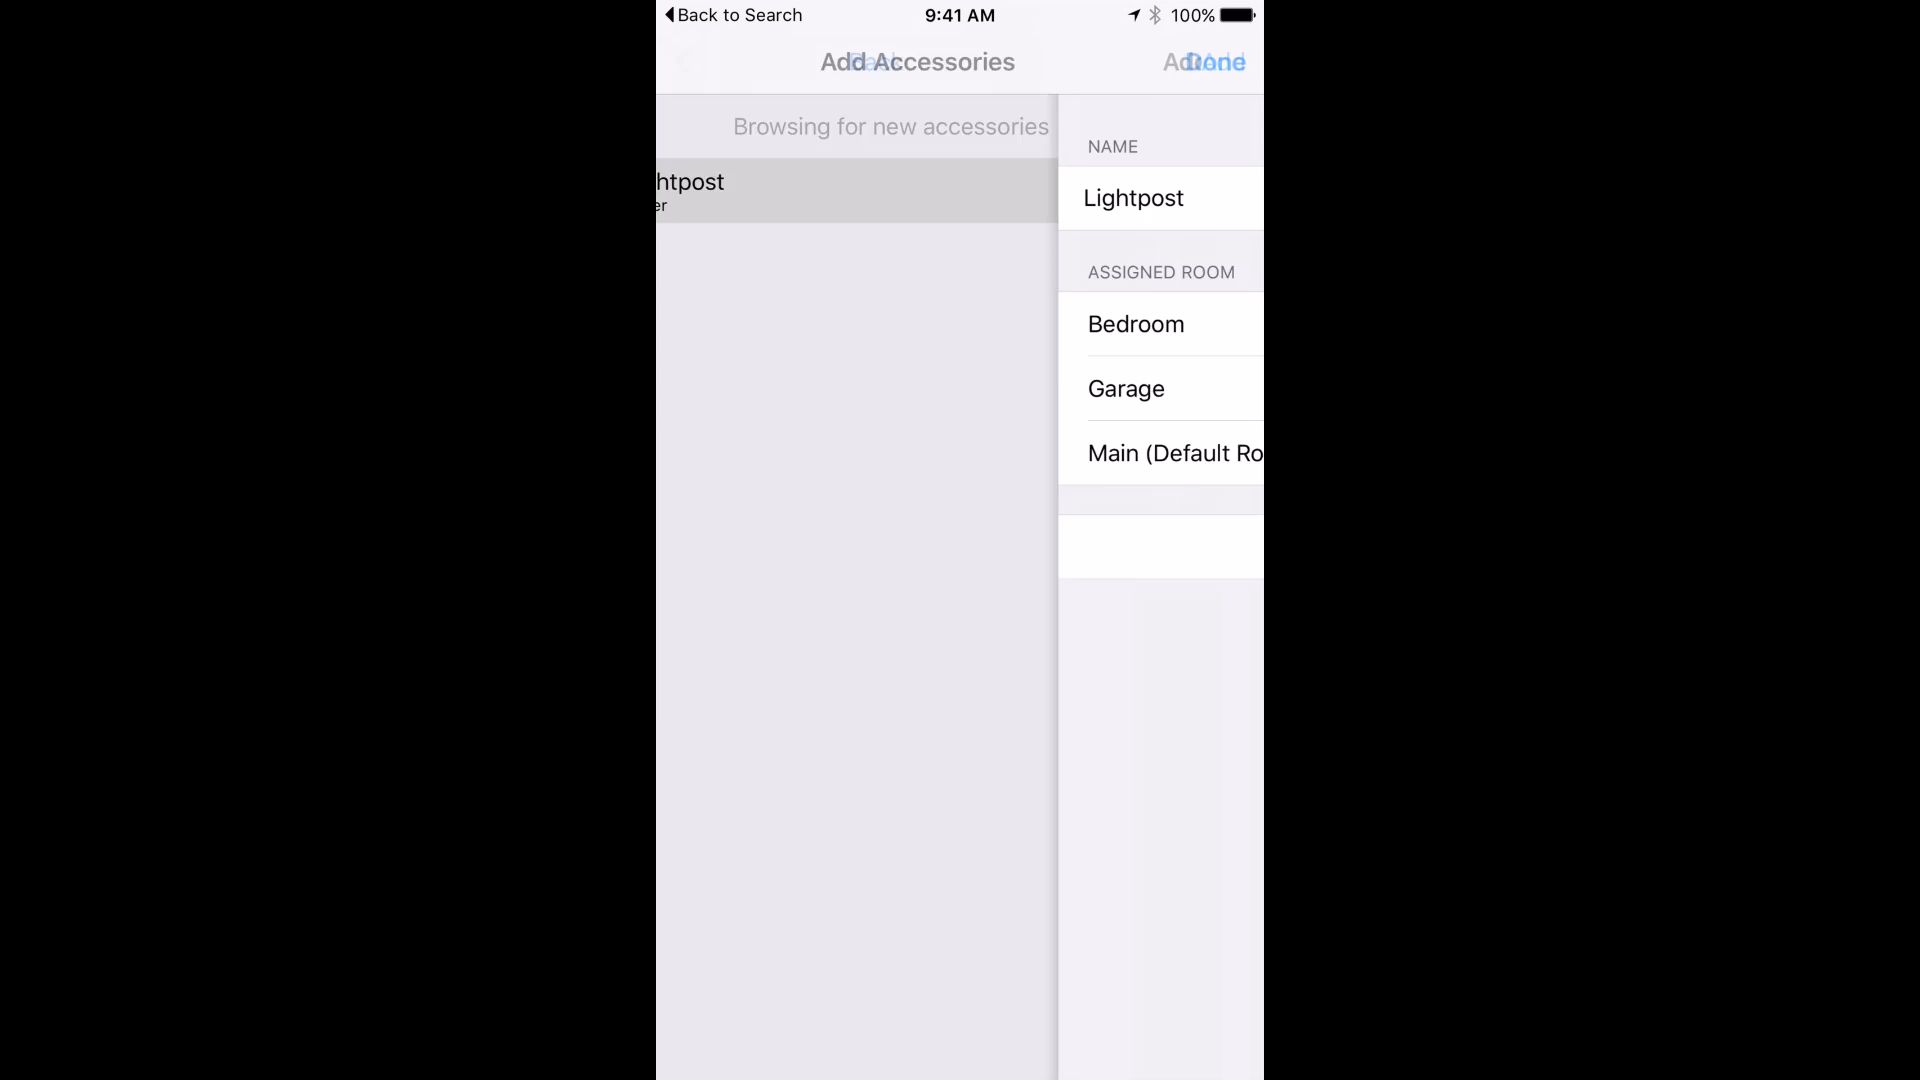 Back to Search
9:41 AM
100%
Add Accessories
Done
Browsing for new accessories
htpost
er
NAME
Lightpost
ASSIGNED ROOM
Bedroom
Garage
Main (Default Ro